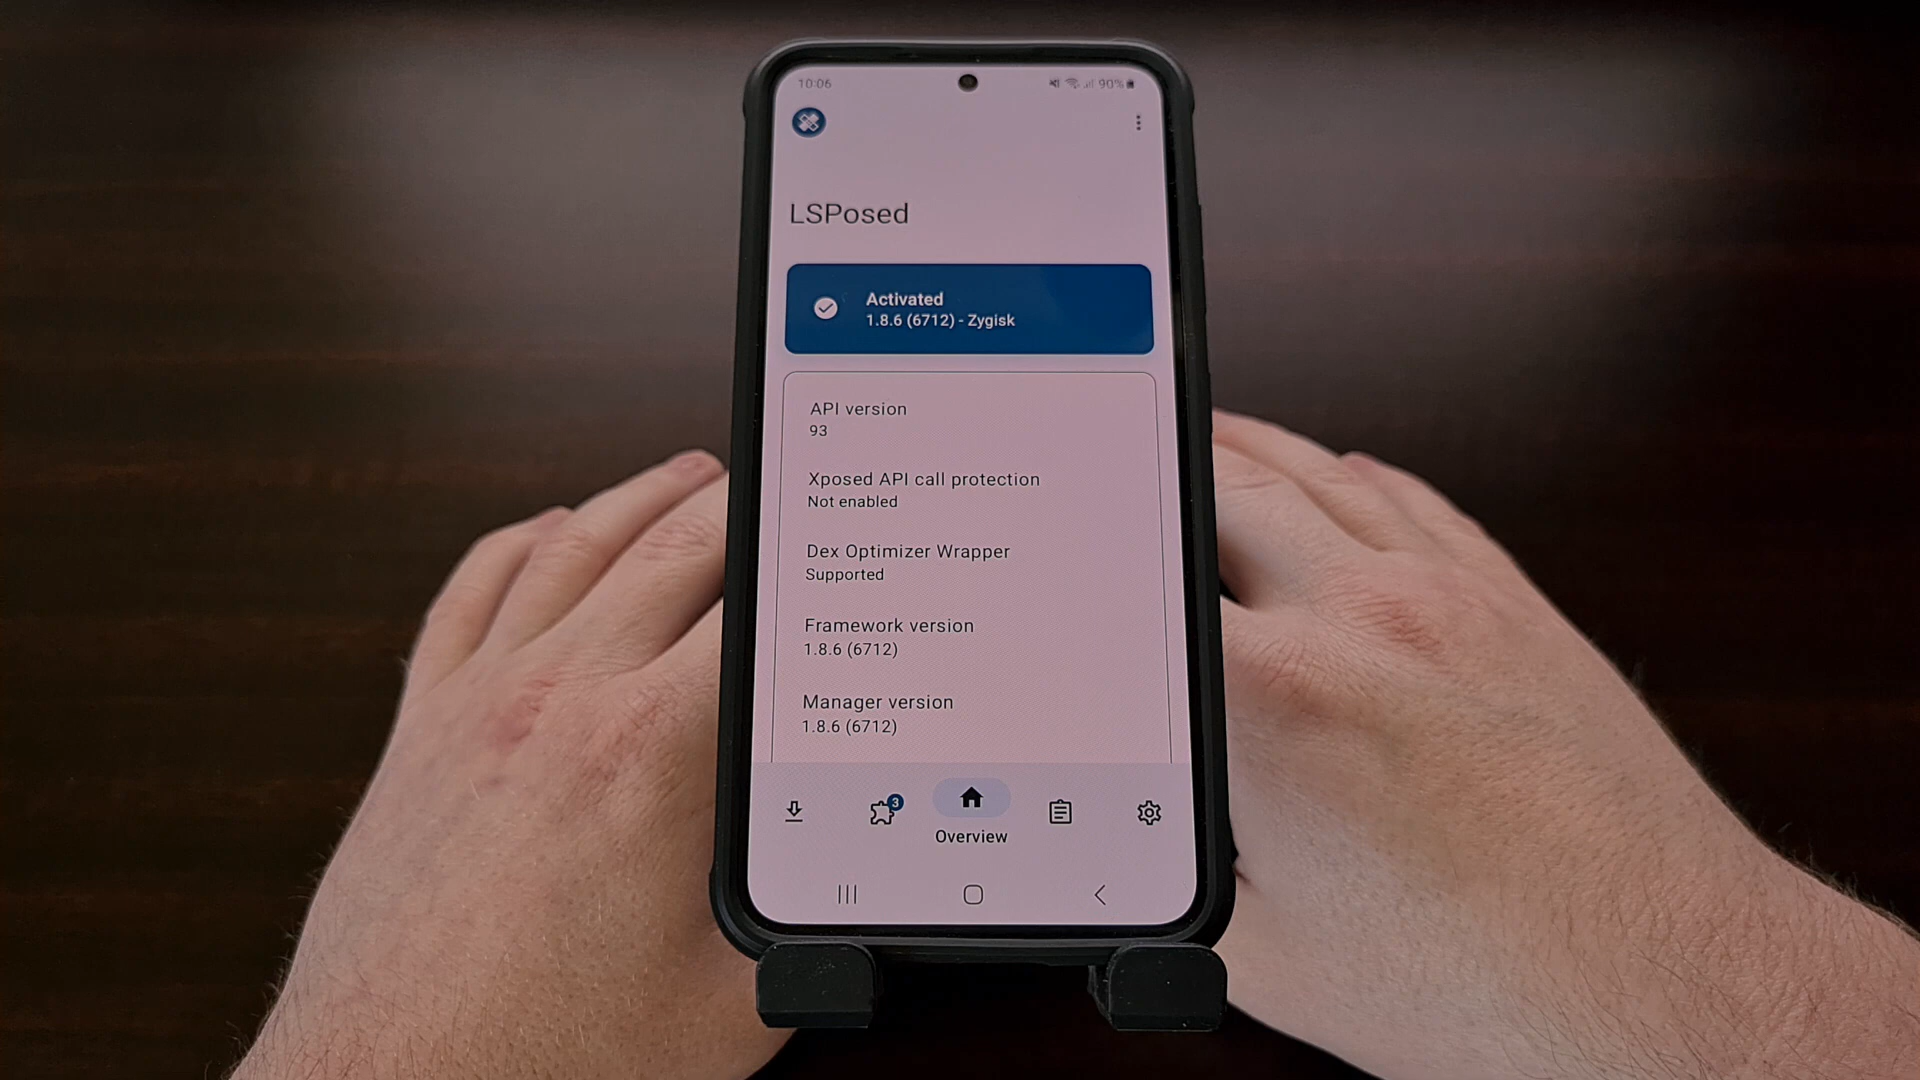 10:06
90%
LSPosed
Activated
1.8.6 (6712) - Zygisk
API version
93
Xposed API call protection
Not enabled
Dex Optimizer Wrapper
Supported
Framework version
1.8.6 (6712)
Manager version
1.8.6 (6712)
3
Overview